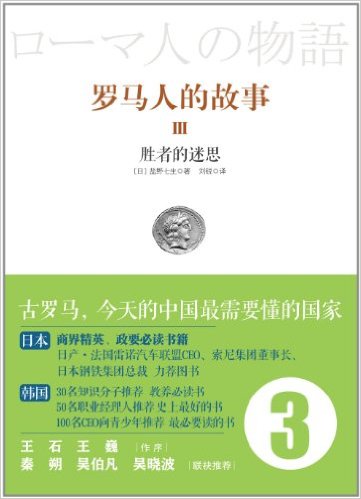 ローマ人の物語
罗马人的故事
III
胜者的迷思
[日] 盐野七生 著 刘锐 译
古罗马，今天的中国最需要懂的国家
日本 商界精英、政要必读书籍
日产·法国雷诺汽车联盟CEO、索尼集团董事长、
日本钢铁集团总裁 力荐图书
韩国 30名知识分子推荐 教养必读书
50名职业经理人推荐 史上最好的书
100名CEO向青少年推荐 最必要读的书
3
王 石 王 巍 [作序]
秦 朔 吴伯凡 吴晓波 [联袂推荐]